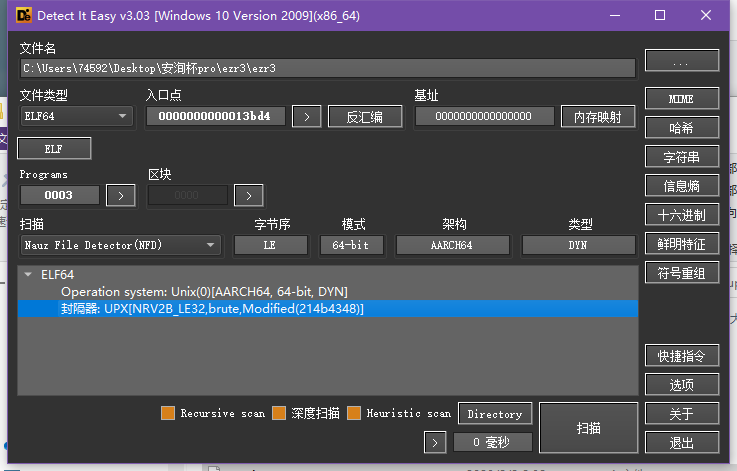 Detect It Easy v3.03 [Windows 10 Version 2009](x86_64)
文件名
C:\Users\74592\Desktop\安洵杯pro\ezr3\ezr3
...
文件类型 入口点 基址
ELF64 0000000000013bd4 > 反汇编 0000000000000000 内存映射
MIME
哈希
字符串
信息熵
十六进制
鲜明特征
符号重组
ELF
Programs 区块
0003 > 0000 >
扫描 字节序 模式 架构 类型
Nauz File Detector(NFD) LE 64-bit AARCH64 DYN
ELF64
Operation system: Unix(0)[AARCH64, 64-bit, DYN]
封隔器: UPX[NRV2B_LE32,brute,Modified(214b4348)]
快捷指令
选项
关于
退出
Recursive scan 深度扫描 Heuristic scan Directory 扫描
> 0 毫秒